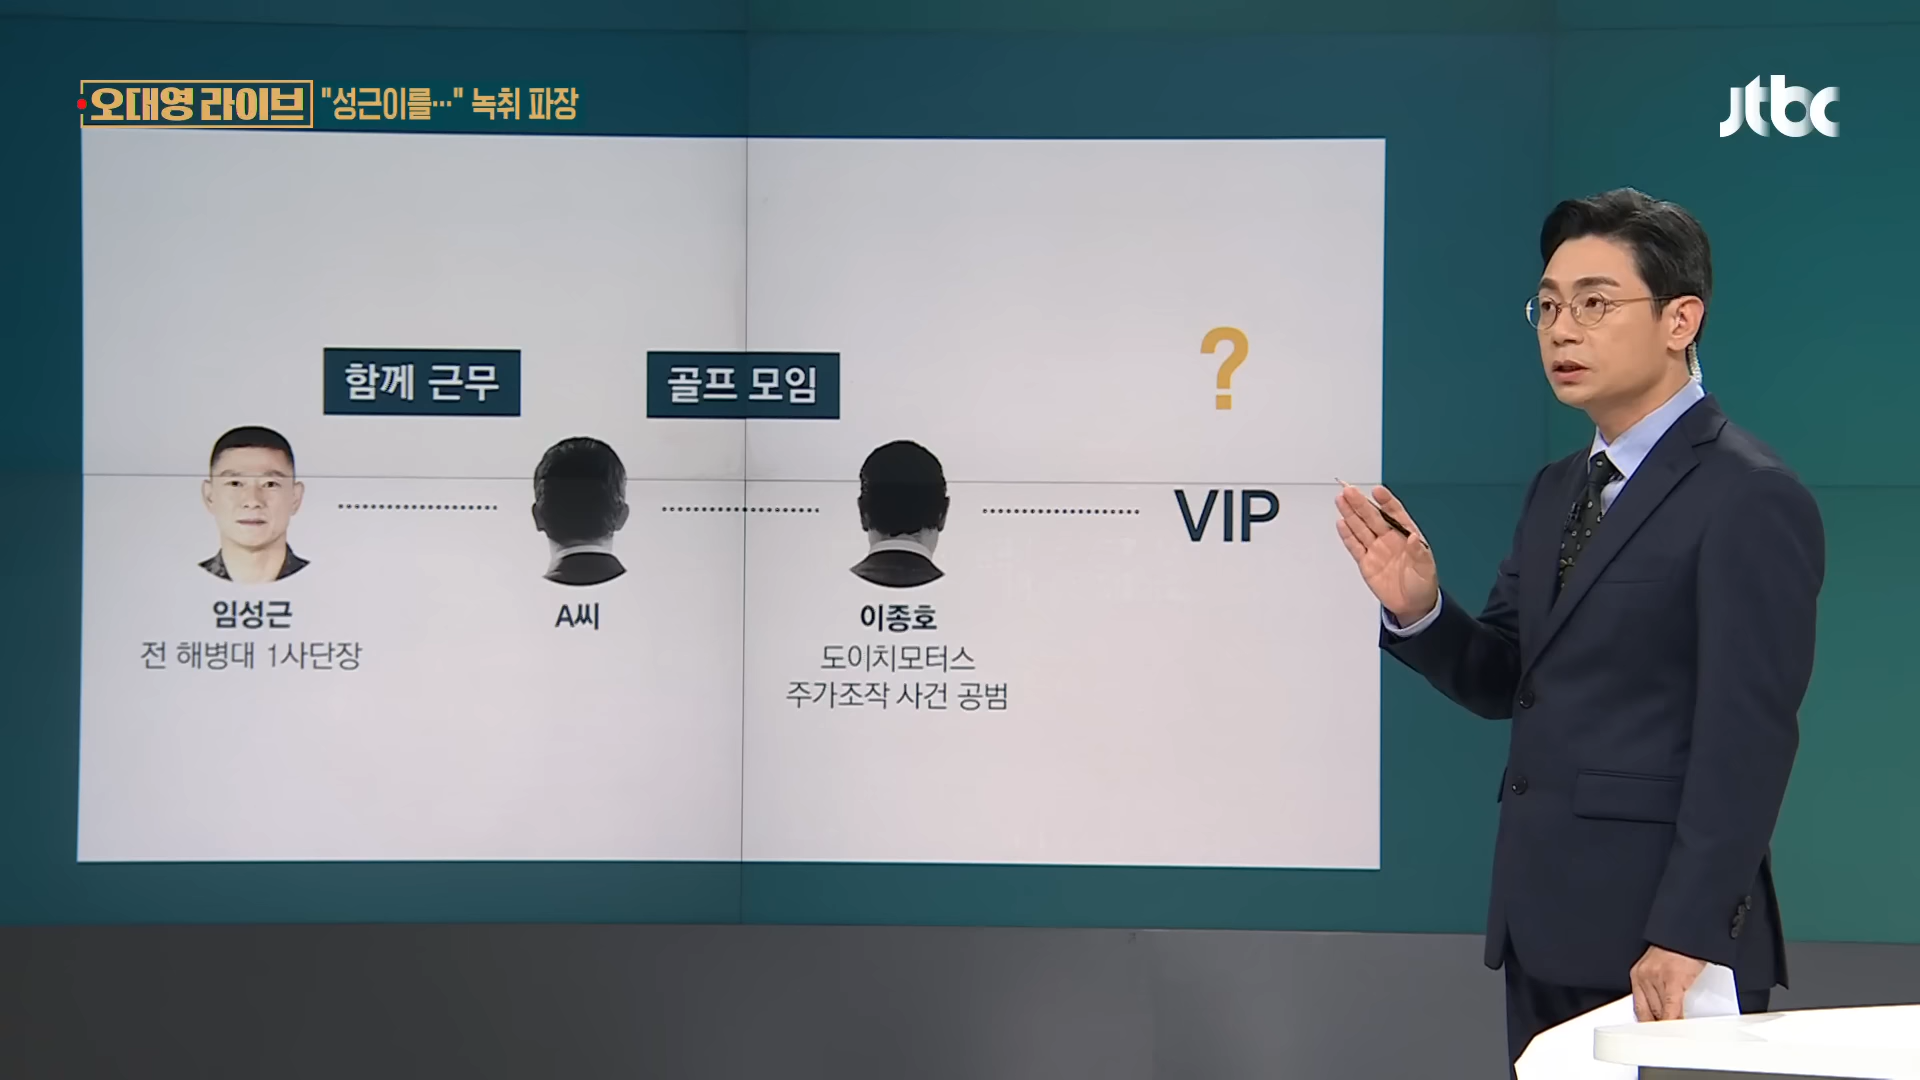 오대영 라이브 "성근이를…" 녹취 파장
jtbc
함께 근무
골프 모임
?
VIP
임성근
전 해병대 1사단장
A씨
이종호
도이치모터스
주가조작 사건 공범